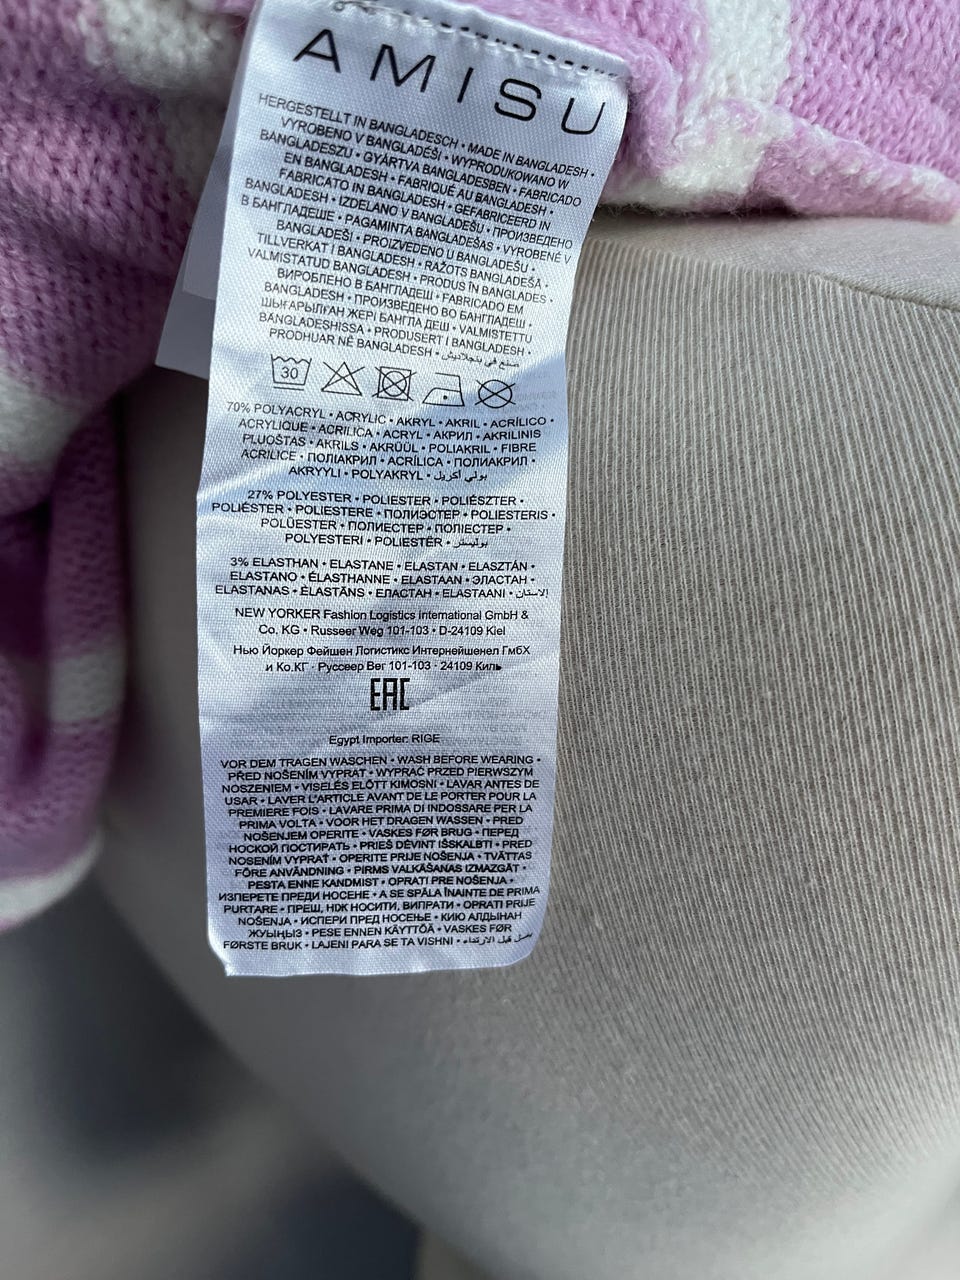 AMISU
HERGESTELLT IN BANGLADESCH • MADE IN BANGLADESH •
VYROBENO V BANGLADÉŠI • WYPRODUKOWANO W
BANGLADESZU • GYÁRTVA BANGLADESBEN • FABRICADO
EN BANGLADESH • FABRIQUÉ AU BANGLADESH •
FABRICATO IN BANGLADESH • GEFABRICEERD IN
BANGLADESH • IZDELANO V BANGLADEŠU • ПРОИЗВЕДЕНО
В БАНГЛАДЕШЕ • PAGAMINTA BANGLADEŠAS • VYROBENÉ V
BANGLADÉŠI • PROIZVEDENO U BANGLADEŠU •
TILLVERKAT I BANGLADESH • RAŽOTS BANGLADEŠĀ •
VALMISTATUD BANGLADESH • PRODUS ÎN BANGLADES •
ВИРОБЛЕНО В БАНГЛАДЕШ • FABRICADO EM
BANGLADESH • ПРОИЗВЕДЕНО ВО БАНГЛАДЕШ •
ШЫҒАРЫЛҒАН ЖЕРІ БАНГЛА ДЕШ • VALMISTETTU
BANGLADESHISSA • PRODUSERT I BANGLADESH •
PRODHUAR NË BANGLADESH • صنع في بنجلاديش
30
70% POLYACRYL • ACRYLIC • AKRYL • AKRIL • ACRÍLICO •
ACRYLIQUE • ACRILICA • ACRYL • АКРИЛ • AKRILINIS
PLUOŠTAS • AKRILS • AKRÜÜL • POLIAKRIL • FIBRE
ACRILICE • ПОЛІАКРИЛ • ACRÍLICA • ПОЛИАКРИЛ •
AKRYYLI • POLYAKRYL • بولي أكريل
27% POLYESTER • POLIESTER • POLIÉSZTER •
POLIÉSTER • POLIESTERE • ПОЛИЭСТЕР • POLIESTERIS •
POLÜESTER • ПОЛИЕСТЕР • ПОЛІЕСТЕР •
POLYESTERI • POLIESTËR • بوليستر
3% ELASTHAN • ELASTANE • ELASTAN • ELASZTÁN •
ELASTANO • ÉLASTHANNE • ELASTAAN • ЭЛАСТАН •
ELASTANAS • ELASTĀNS • ЕЛАСТАН • ELASTAANI • الاستان
NEW YORKER Fashion Logistics International GmbH &
Co. KG • Russeer Weg 101-103 • D-24109 Kiel
Нью Йоркер Фейшен Логистикс Интернейшенел ГмбХ
и Ко.КГ · Руссеер Вег 101-103 · 24109 Киль
EAC
Egypt Importer: RIGE
VOR DEM TRAGEN WASCHEN • WASH BEFORE WEARING •
PŘED NOŠENÍM VYPRAT • WYPRAĆ PRZED PIERWSZYM
NOSZENIEM • VISELÉS ELŐTT KIMOSNI • LAVAR ANTES DE
USAR • LAVER L'ARTICLE AVANT DE LE PORTER POUR LA
PREMIERE FOIS • LAVARE PRIMA DI INDOSSARE PER LA
PRIMA VOLTA • VOOR HET DRAGEN WASSEN • PRED
NOŠENJEM OPERITE • VASKES FØR BRUG • ПЕРЕД
НОСКОЙ ПОСТИРАТЬ • PRIEŠ DĖVINT IŠSKALBTI • PRED
NOSENÍM VYPRAŤ • OPERITE PRIJE NOŠENJA • TVÄTTAS
FÖRE ANVÄNDNING • PIRMS VALKĀŠANAS IZMAZGĀT •
PESTA ENNE KANDMIST • OPRATI PRE NOŠENJA •
ИЗПЕРЕТЕ ПРЕДИ НОСЕНЕ • A SE SPĂLA ÎNAINTE DE PRIMA
PURTARE • ПРЕШ, НІЖ НОСИТИ, ВИПРАТИ • OPRATI PRIJE
NOŠENJA • ИСПЕРИ ПРЕД НОСЕЊЕ • КИЮ АЛДЫНАН
ЖУЫҢЫЗ • PESE ENNEN KÄYTTÖÄ • VASKES FØR
FØRSTE BRUK • LAJENI PARA SE TA VISHNI • يغسل قبل الارتداء